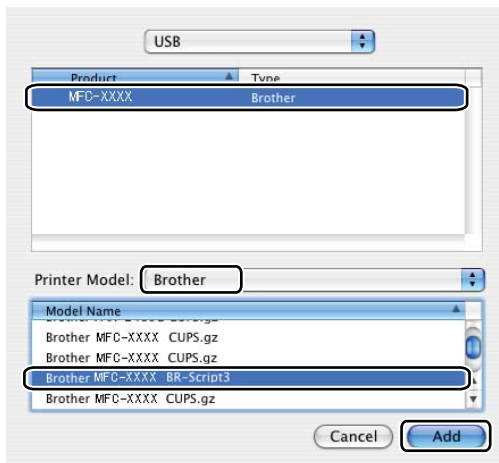 USB
Product Type
MFC-XXXX Brother
Printer Model: Brother
Model Name
Brother MFC-XXXX CUPS.gz
Brother MFC-XXXX CUPS.gz
Brother MFC-XXXX BR-Script3
Brother MFC-XXXX CUPS.gz
Cancel Add